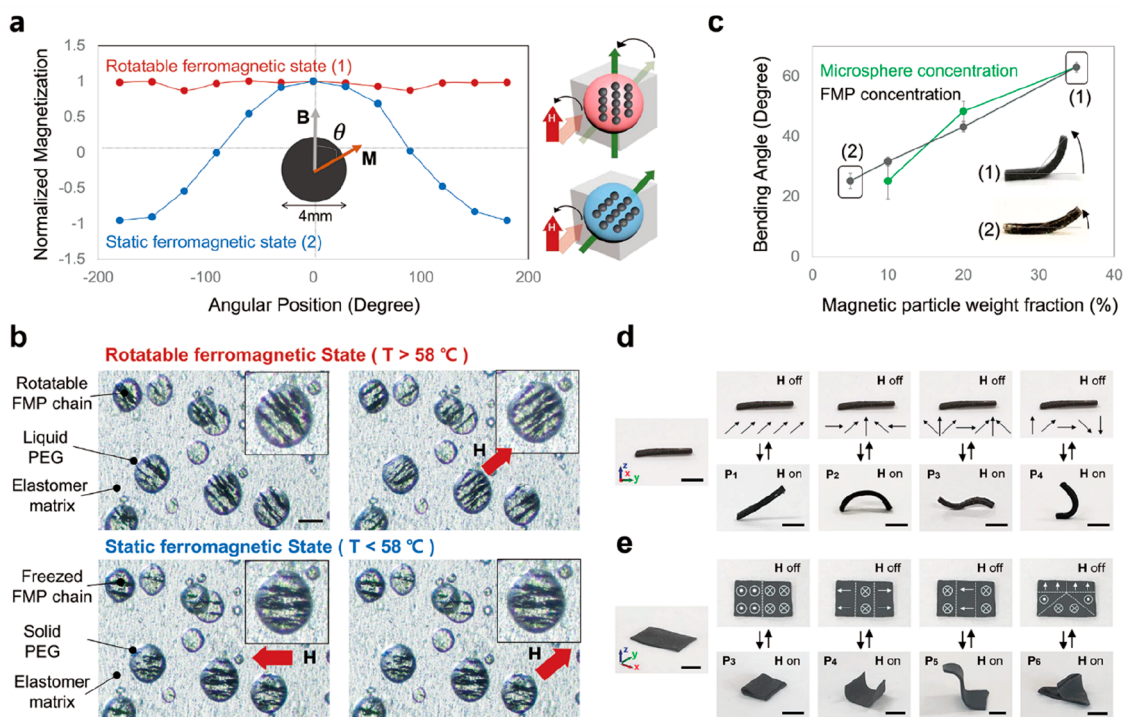 a
Normalized Magnetization
1.5
1
0.5
0
-0.5
-1
-1.5
Rotatable ferromagnetic state (1)
B
θ
M
4mm
Static ferromagnetic state (2)
-200
-100
0
100
200
Angular Position (Degree)
H
H
c
Bending Angle (Degree)
60
40
20
0
Microsphere concentration
FMP concentration
(1)
(2)
(1)
(2)
0
10
20
30
40
Magnetic particle weight fraction (%)
b
Rotatable ferromagnetic State ( T > 58 ℃ )
Rotatable
FMP chain
Liquid
PEG
Elastomer
matrix
H
Static ferromagnetic State ( T < 58 ℃ )
Freezed
FMP chain
Solid
PEG
Elastomer
matrix
H
H
d
z
x
y
H off
H off
H off
H off
P1 H on
P2 H on
P3 H on
P4 H on
e
z
y
x
H off
H off
H off
H off
P3 H on
P4 H on
P5 H on
P6 H on